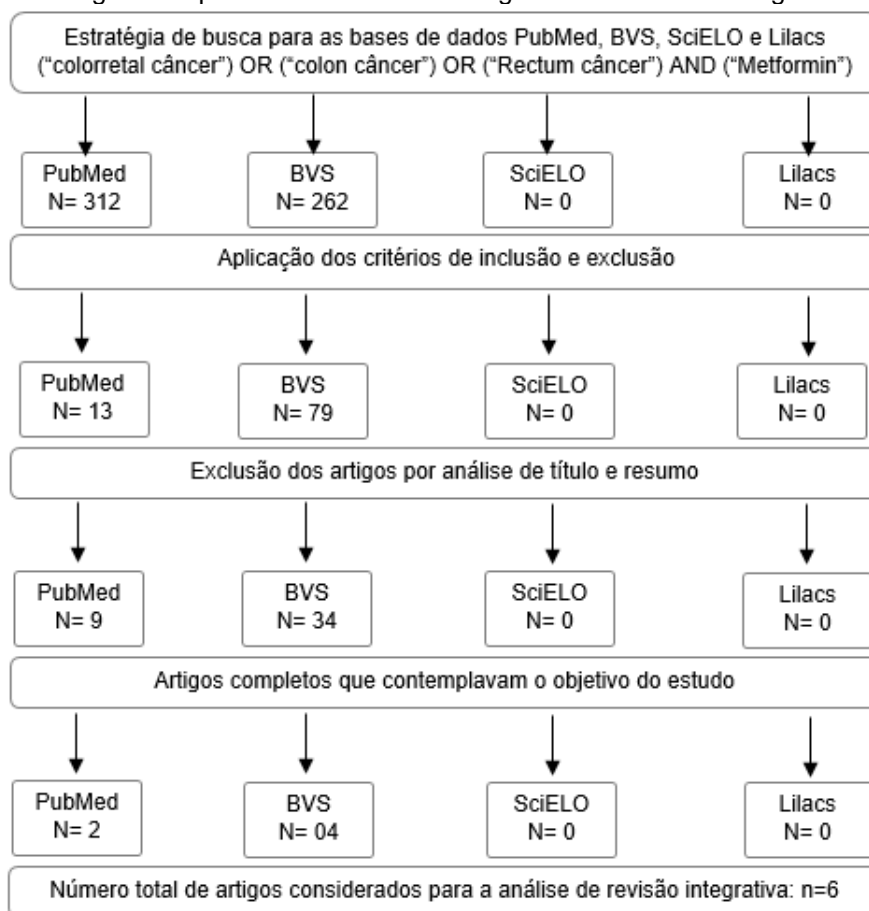 Estratégia de busca para as bases de dados PubMed, BVS, SciELO e Lilacs
(“colorretal câncer”) OR (“colon câncer”) OR (“Rectum câncer”) AND (“Metformin”)
PubMed
N= 312
BVS
N= 262
SciELO
N= 0
Lilacs
N= 0
Aplicação dos critérios de inclusão e exclusão
PubMed
N= 13
BVS
N= 79
SciELO
N= 0
Lilacs
N= 0
Exclusão dos artigos por análise de título e resumo
PubMed
N= 9
BVS
N= 34
SciELO
N= 0
Lilacs
N= 0
Artigos completos que contemplavam o objetivo do estudo
PubMed
N= 2
BVS
N= 04
SciELO
N= 0
Lilacs
N= 0
Número total de artigos considerados para a análise de revisão integrativa: n=6